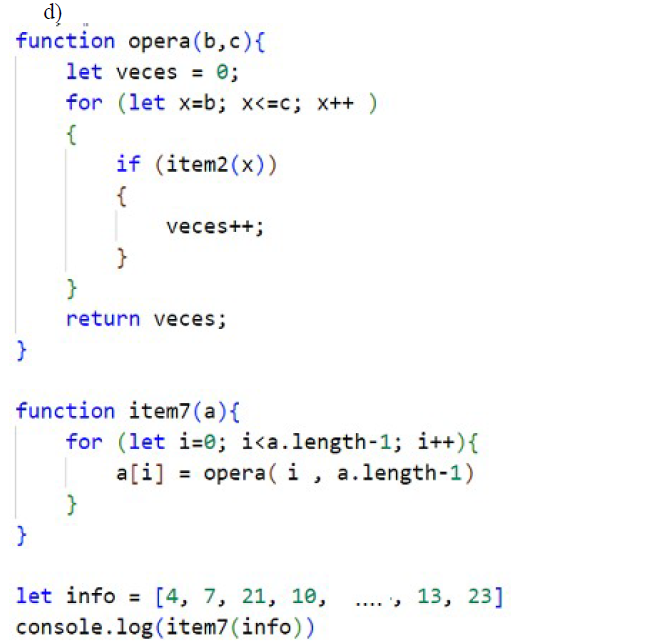 d)
function opera(b,c){
let veces = 0;
for (let x=b; x<=c; x++ )
{
if (item2(x))
{
veces++;
}
}
return veces;
}
function item7(a){
for (let i=0; i<a.length-1; i++){
a[i] = opera( i , a.length-1)
}
}
let info = [4, 7, 21, 10, .... , 13, 23]
console.log(item7(info))